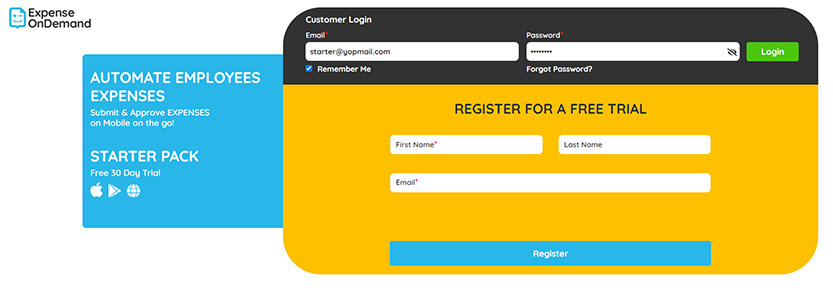 Expense
OnDemand
Customer Login
Email*
Password*
starter@yopmail.com
••••••••
Login
Remember Me
Forgot Password?
AUTOMATE EMPLOYEES
EXPENSES
Submit & Approve EXPENSES
on Mobile on the go!
STARTER PACK
Free 30 Day Trial
REGISTER FOR A FREE TRIAL
First Name*
Last Name
Email*
Register